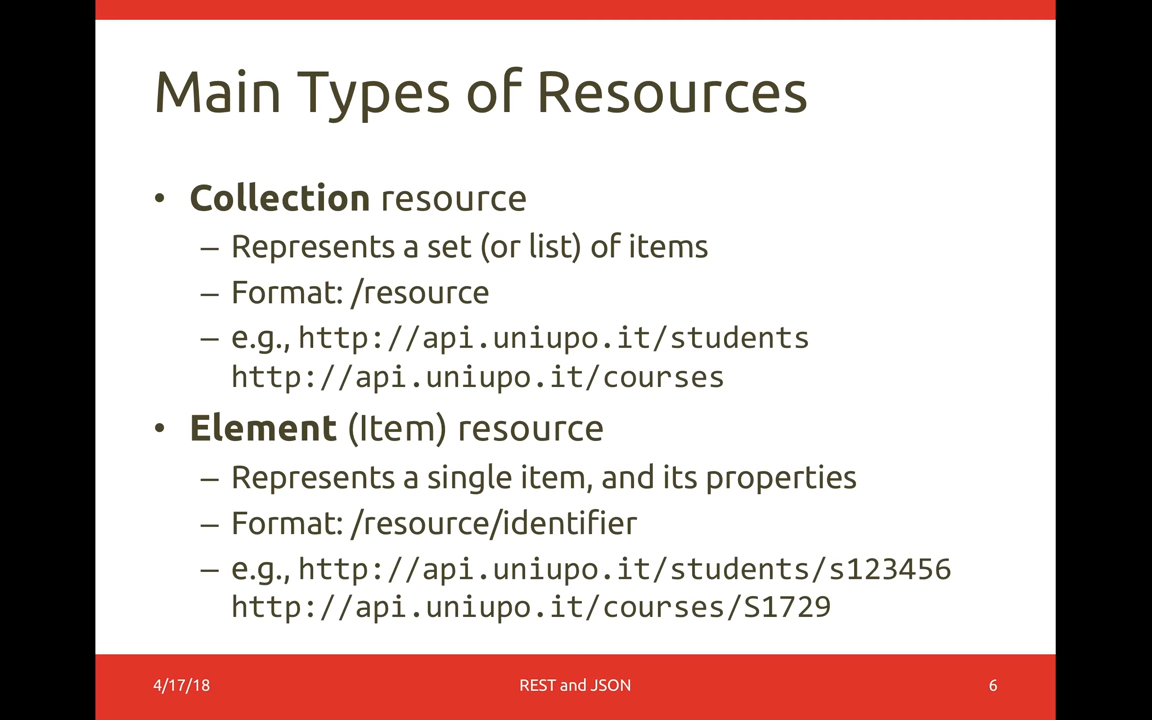 Main Types of Resources
• Collection resource
– Represents a set (or list) of items
– Format: /resource
– e.g., http://api.uniupo.it/students
http://api.uniupo.it/courses
• Element (Item) resource
– Represents a single item, and its properties
– Format: /resource/identifier
– e.g., http://api.uniupo.it/students/s123456
http://api.uniupo.it/courses/S1729
4/17/18 REST and JSON 6